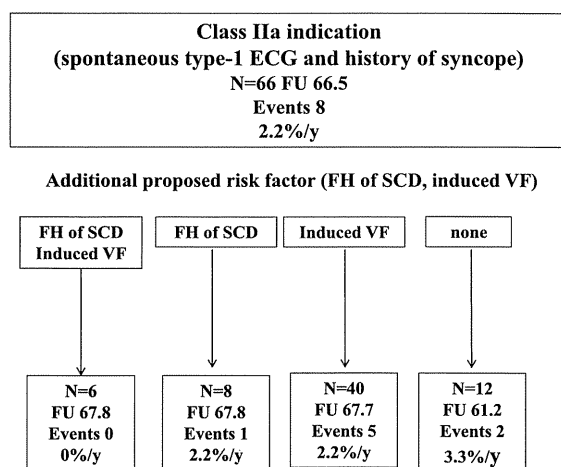 Class IIa indication
(spontaneous type-1 ECG and history of syncope)
N=66 FU 66.5
Events 8
2.2%/y
Additional proposed risk factor (FH of SCD, induced VF)
FH of SCD
Induced VF
FH of SCD
Induced VF
none
N=6
FU 67.8
Events 0
0%/y
N=8
FU 67.8
Events 1
2.2%/y
N=40
FU 67.7
Events 5
2.2%/y
N=12
FU 61.2
Events 2
3.3%/y